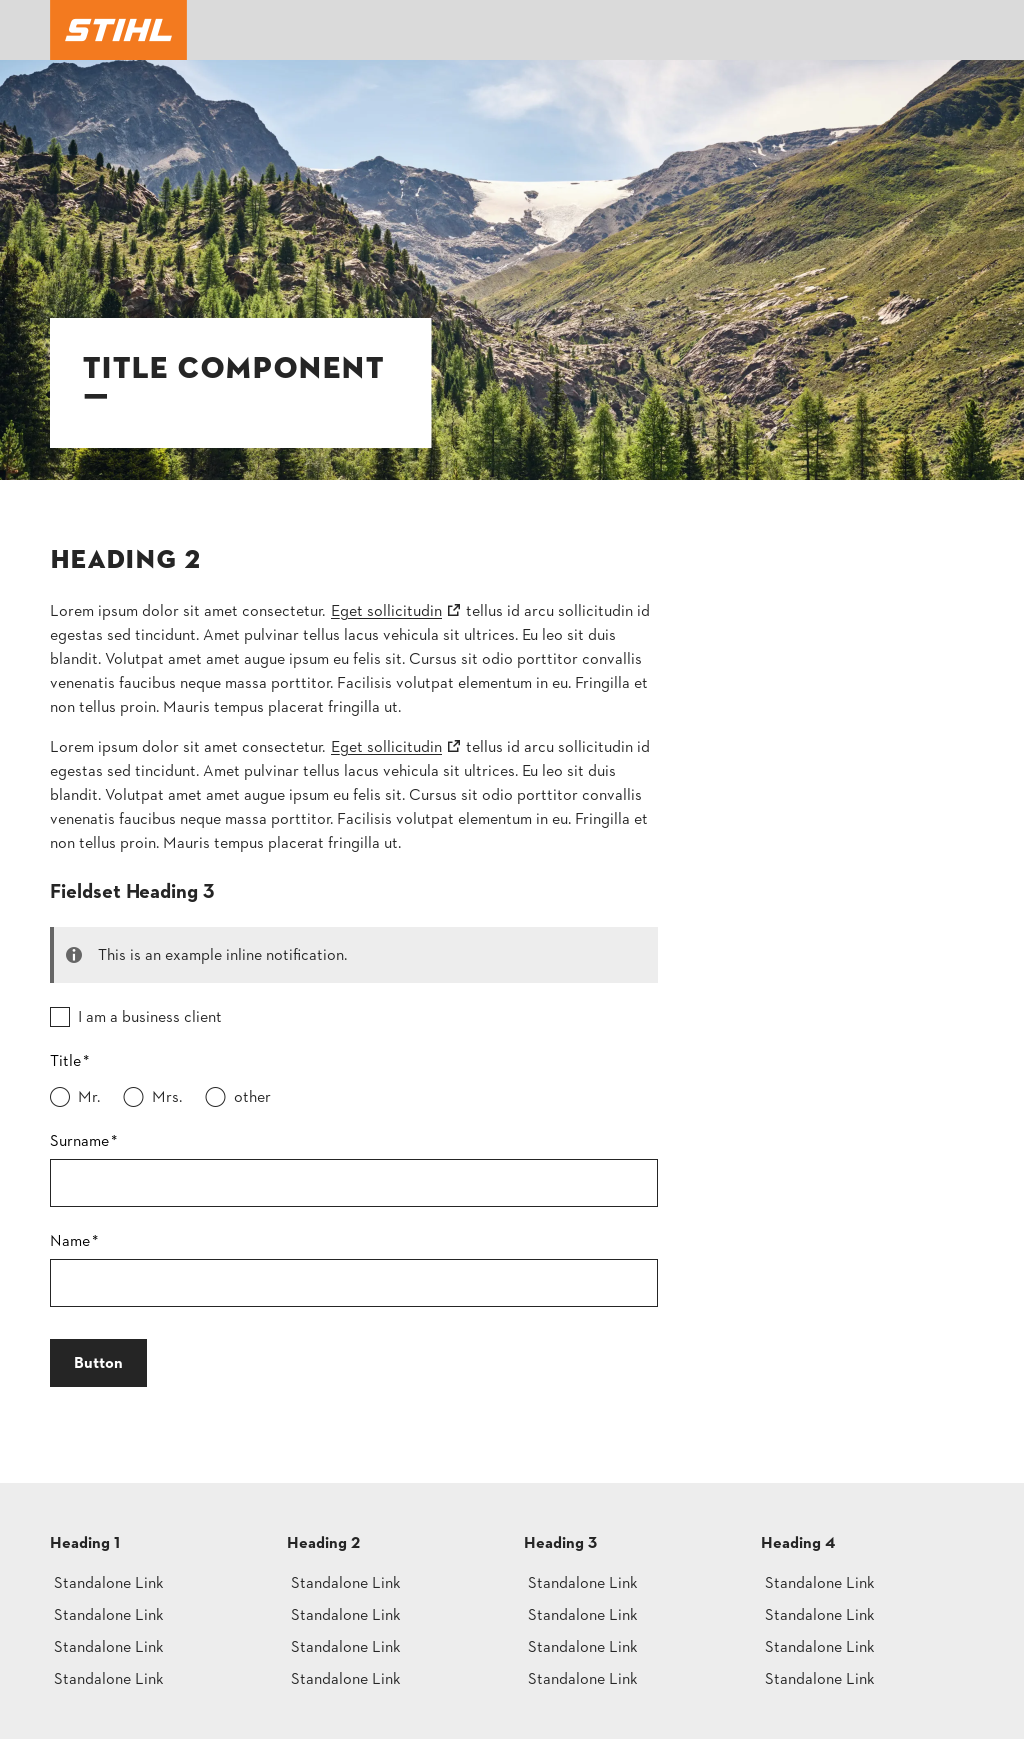 STIHL
TITLE COMPONENT
HEADING 2
Lorem ipsum dolor sit amet consectetur. Eget sollicitudin tellus id arcu sollicitudin id
egestas sed tincidunt. Amet pulvinar tellus lacus vehicula sit ultrices. Eu leo sit duis
blandit. Volutpat amet amet augue ipsum eu felis sit. Cursus sit odio porttitor convallis
venenatis faucibus neque massa porttitor. Facilisis volutpat elementum in eu. Fringilla et
non tellus proin. Mauris tempus placerat fringilla ut.
Lorem ipsum dolor sit amet consectetur. Eget sollicitudin tellus id arcu sollicitudin id
egestas sed tincidunt. Amet pulvinar tellus lacus vehicula sit ultrices. Eu leo sit duis
blandit. Volutpat amet amet augue ipsum eu felis sit. Cursus sit odio porttitor convallis
venenatis faucibus neque massa porttitor. Facilisis volutpat elementum in eu. Fringilla et
non tellus proin. Mauris tempus placerat fringilla ut.
Fieldset Heading 3
This is an example inline notification.
I am a business client
Title*
Mr. Mrs. other
Surname*
Name*
Button
Heading 1 Heading 2 Heading 3 Heading 4
Standalone Link Standalone Link Standalone Link Standalone Link
Standalone Link Standalone Link Standalone Link Standalone Link
Standalone Link Standalone Link Standalone Link Standalone Link
Standalone Link Standalone Link Standalone Link Standalone Link